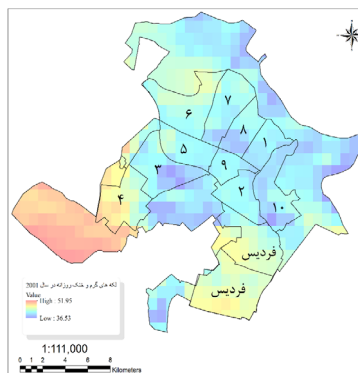 ۷
۶
۸
۱
۵
۹
۳
۲
۴
۱۰
فردیس
فردیس
لکه های گرم و خنک روزانه در سال 2001
Value
High : 51.95
Low : 36.53
1:111,000
0 1 2 4 6 8
Kilometers